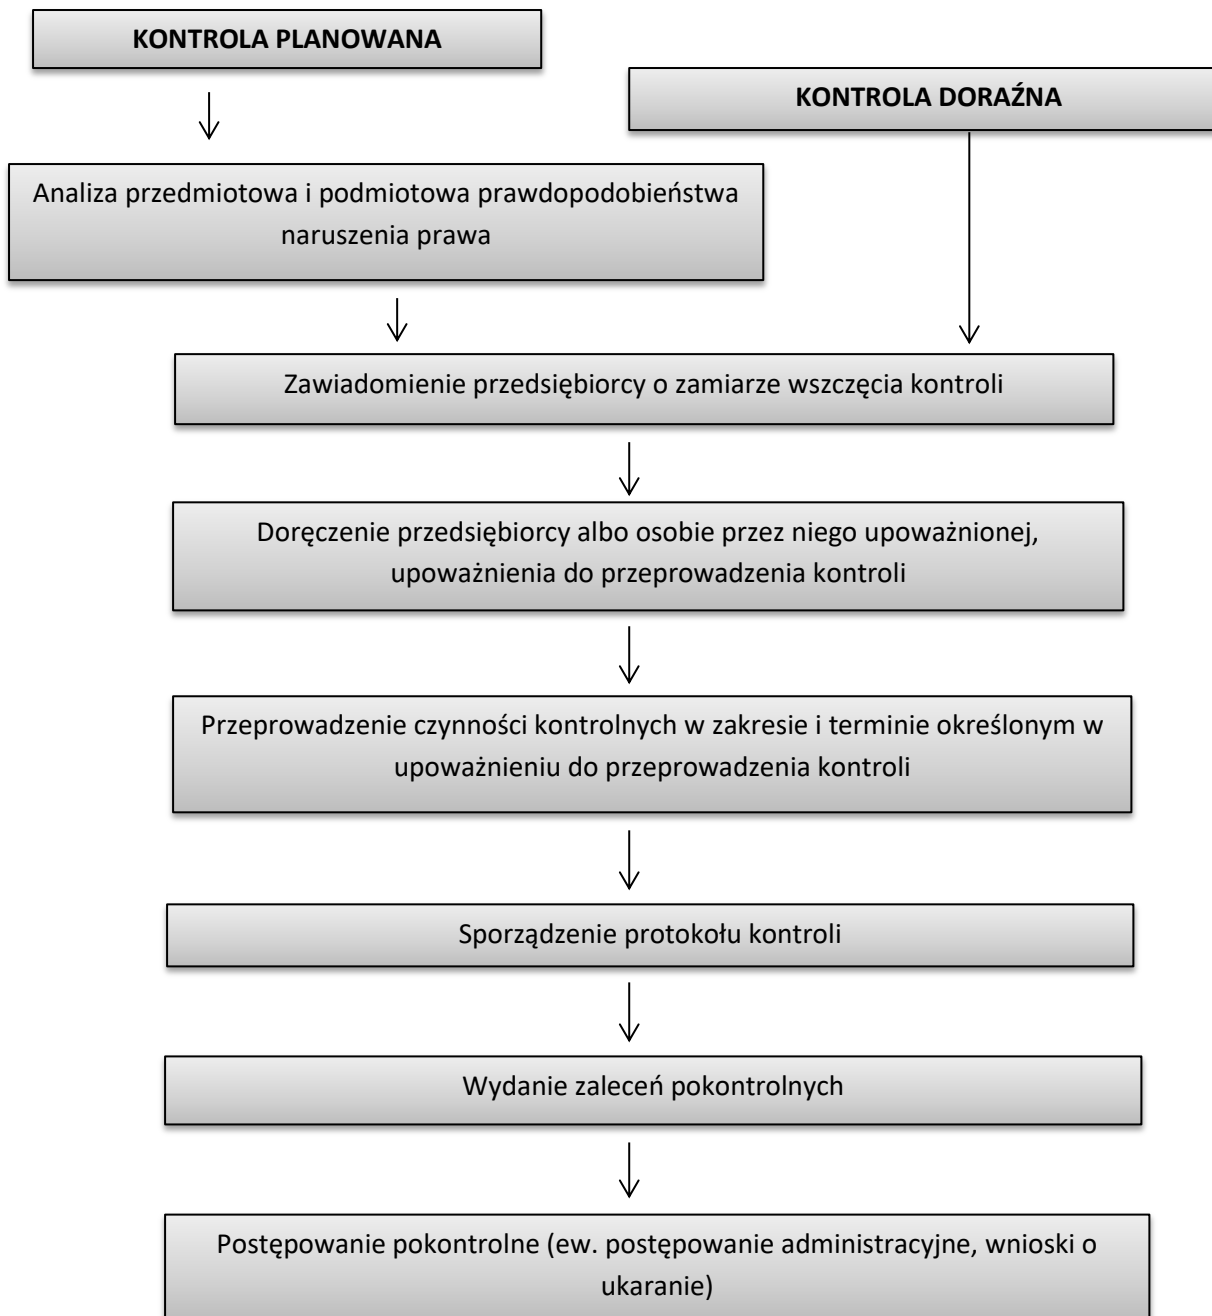 KONTROLA PLANOWANA
KONTROLA DORAŹNA
Analiza przedmiotowa i podmiotowa prawdopodobieństwa
naruszenia prawa
Zawiadomienie przedsiębiorcy o zamiarze wszczęcia kontroli
Doręczenie przedsiębiorcy albo osobie przez niego upoważnionej,
upoważnienia do przeprowadzenia kontroli
Przeprowadzenie czynności kontrolnych w zakresie i terminie określonym w
upoważnieniu do przeprowadzenia kontroli
Sporządzenie protokołu kontroli
Wydanie zaleceń pokontrolnych
Postępowanie pokontrolne (ew. postępowanie administracyjne, wnioski o
ukaranie)